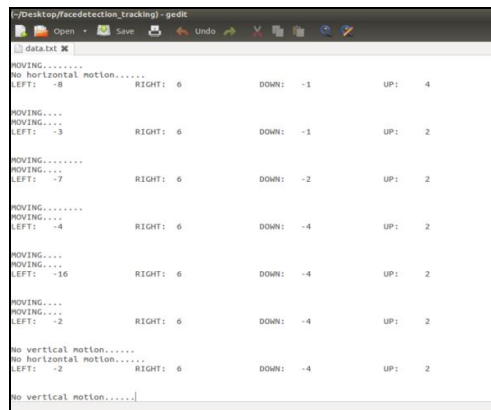 (~/Desktop/facedetection_tracking) - gedit
Open Save Undo
data.txt
MOVING........
No horizontal motion......
LEFT: -8 RIGHT: 6 DOWN: -1 UP: 4
MOVING....
MOVING....
LEFT: -3 RIGHT: 6 DOWN: -1 UP: 2
MOVING........
MOVING....
LEFT: -7 RIGHT: 6 DOWN: -2 UP: 2
MOVING........
MOVING....
LEFT: -4 RIGHT: 6 DOWN: -4 UP: 2
MOVING....
MOVING....
LEFT: -16 RIGHT: 6 DOWN: -4 UP: 2
MOVING....
MOVING....
LEFT: -2 RIGHT: 6 DOWN: -4 UP: 2
No vertical motion......
No horizontal motion......
LEFT: -2 RIGHT: 6 DOWN: -4 UP: 2
No vertical motion......